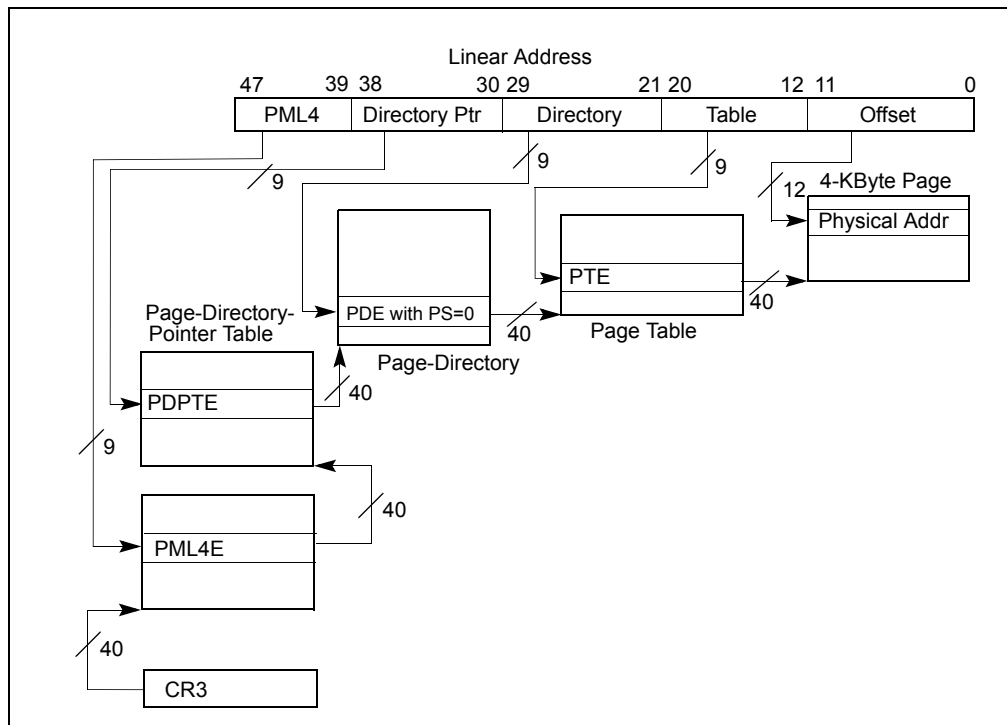 Linear Address
47 39 38 30 29 21 20 12 11 0
PML4 Directory Ptr Directory Table Offset
9 9 9 12
4-KByte Page
Physical Addr
PTE
40
Page Table
PDE with PS=0
40
Page-Directory
Page-Directory-
Pointer Table
PDPTE
40
40
9
PML4E
40
40
CR3